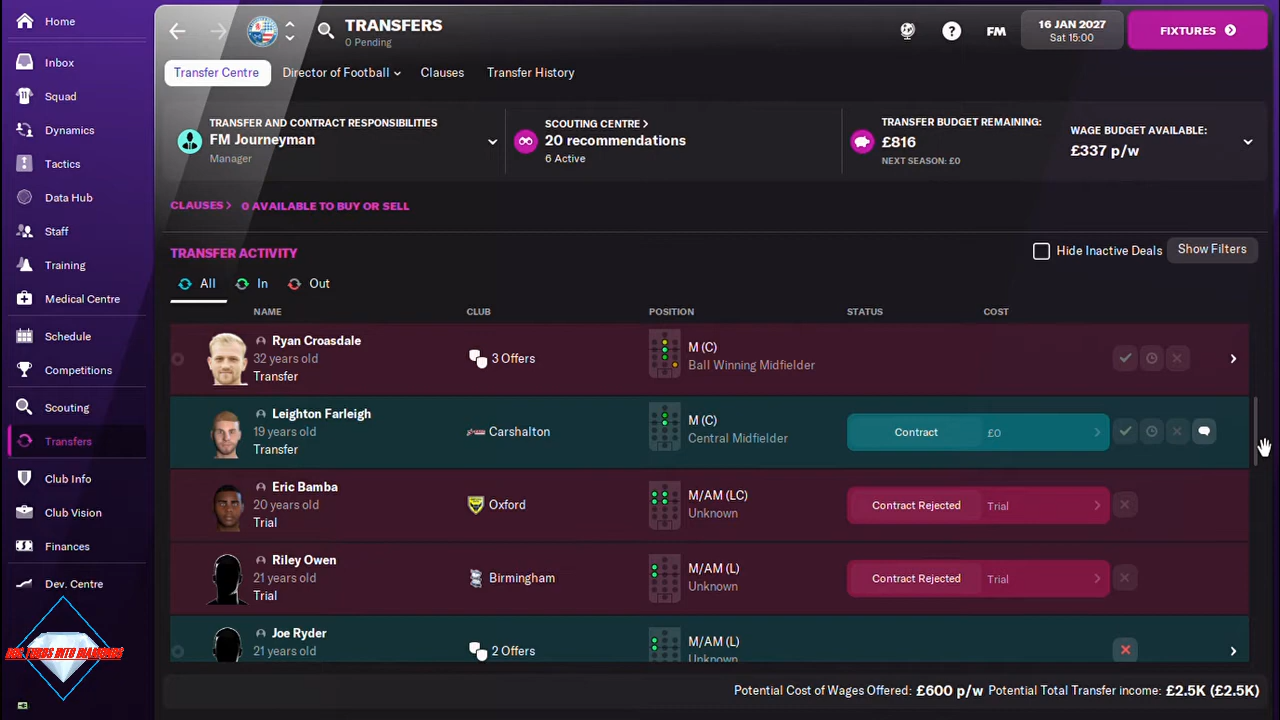 Home
Inbox
Squad
Dynamics
Tactics
Data Hub
Staff
Training
Medical Centre
Schedule
Competitions
Scouting
Transfers
Club Info
Club Vision
Finances
Dev. Centre
TRANSFERS
0 Pending
?
FM
16 JAN 2027
Sat 15:00
FIXTURES
Transfer Centre
Director of Football
Clauses
Transfer History
TRANSFER AND CONTRACT RESPONSIBILITIES
FM Journeyman
Manager
SCOUTING CENTRE >
20 recommendations
6 Active
TRANSFER BUDGET REMAINING:
£816
NEXT SEASON: £0
WAGE BUDGET AVAILABLE:
£337 p/w
CLAUSES > 0 AVAILABLE TO BUY OR SELL
TRANSFER ACTIVITY
Hide Inactive Deals
Show Filters
All
In
Out
NAME CLUB POSITION STATUS COST
Ryan Croasdale
32 years old
Transfer
3 Offers
M (C)
Ball Winning Midfielder
Leighton Farleigh
19 years old
Transfer
Carshalton
M (C)
Central Midfielder
Contract £0
Eric Bamba
20 years old
Trial
Oxford
M/AM (LC)
Unknown
Contract Rejected Trial
Riley Owen
21 years old
Trial
Birmingham
M/AM (L)
Unknown
Contract Rejected Trial
Joe Ryder
21 years old
2 Offers
M/AM (L)
Unknown
Potential Cost of Wages Offered: £600 p/w Potential Total Transfer income: £2.5K (£2.5K)